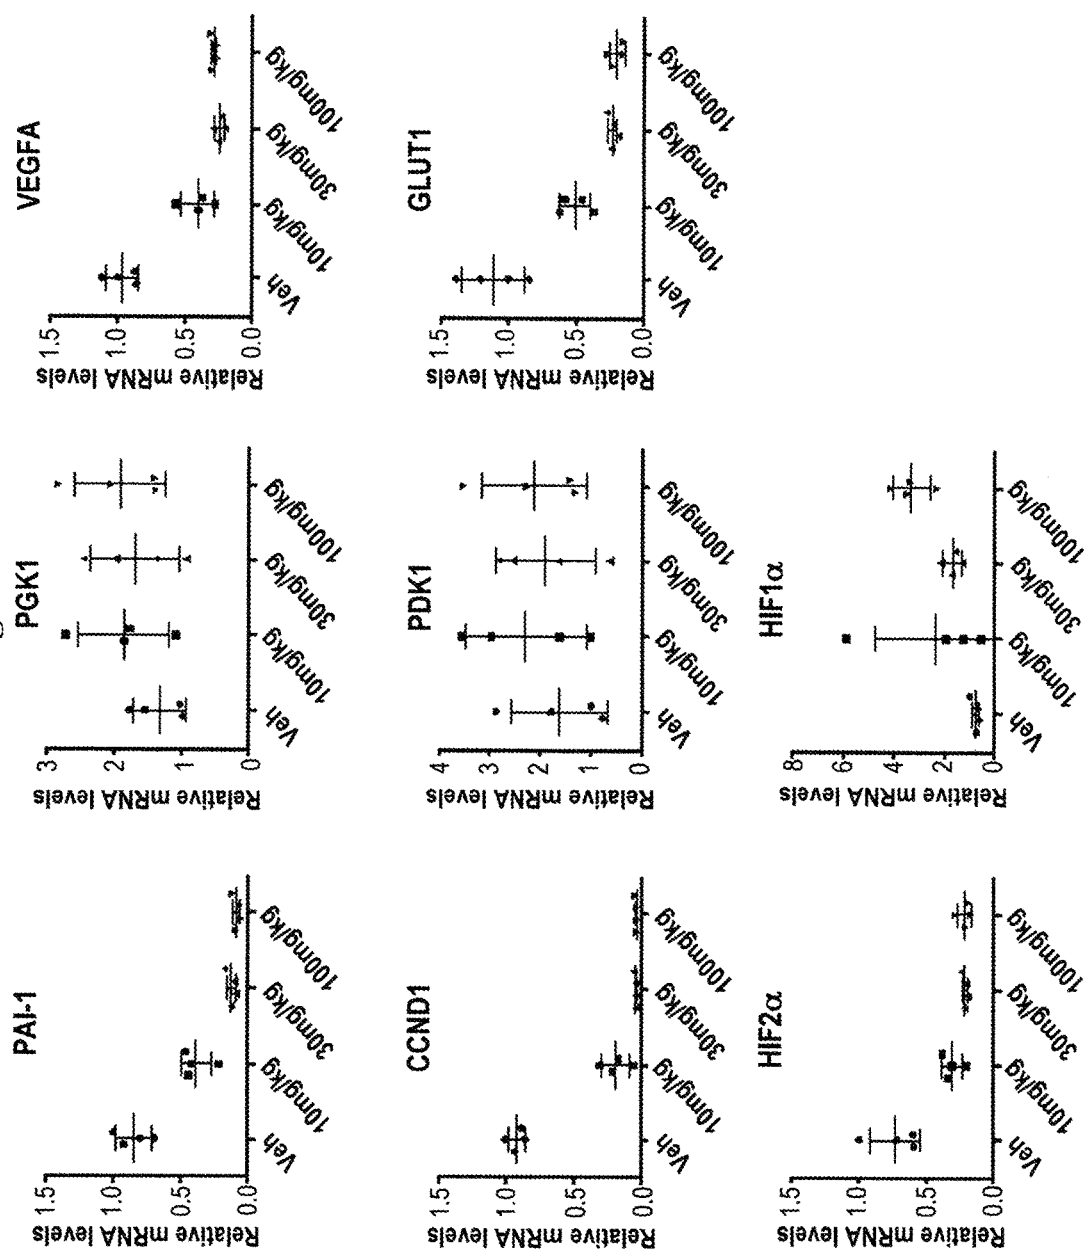 PAI-1
Relative mRNA levels
1.5
1.0
0.5
0.0
Veh
10mg/kg
30mg/kg
100mg/kg
PGK1
Relative mRNA levels
3
2
1
0
Veh
10mg/kg
30mg/kg
100mg/kg
VEGFA
Relative mRNA levels
1.5
1.0
0.5
0.0
Veh
10mg/kg
30mg/kg
100mg/kg
CCND1
Relative mRNA levels
1.5
1.0
0.5
0.0
Veh
10mg/kg
30mg/kg
100mg/kg
PDK1
Relative mRNA levels
4
3
2
1
0
Veh
10mg/kg
30mg/kg
100mg/kg
GLUT1
Relative mRNA levels
1.5
1.0
0.5
0.0
Veh
10mg/kg
30mg/kg
100mg/kg
HIF2α
Relative mRNA levels
1.5
1.0
0.5
0.0
Veh
10mg/kg
30mg/kg
100mg/kg
HIF1α
Relative mRNA levels
8
6
4
2
0
Veh
10mg/kg
30mg/kg
100mg/kg